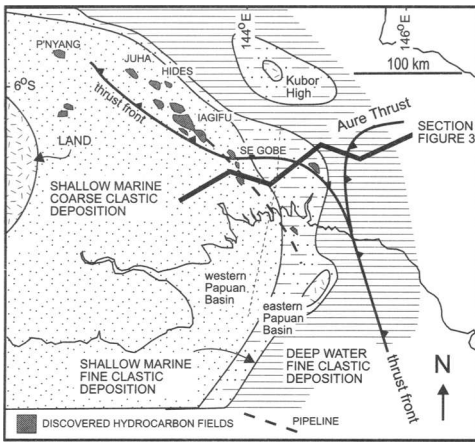 144°E
146°E
100 km
P'NYANG
JUHA
HIDES
IAGIFU
Kubor
High
6°S
thrust front
Aure Thrust
SECTION
FIGURE 3
LAND
SE GOBE
SHALLOW MARINE
COARSE CLASTIC
DEPOSITION
western
Papuan
Basin
eastern
Papuan
Basin
SHALLOW MARINE
FINE CLASTIC
DEPOSITION
DEEP WATER
FINE CLASTIC
DEPOSITION
thrust front
N
DISCOVERED HYDROCARBON FIELDS
PIPELINE